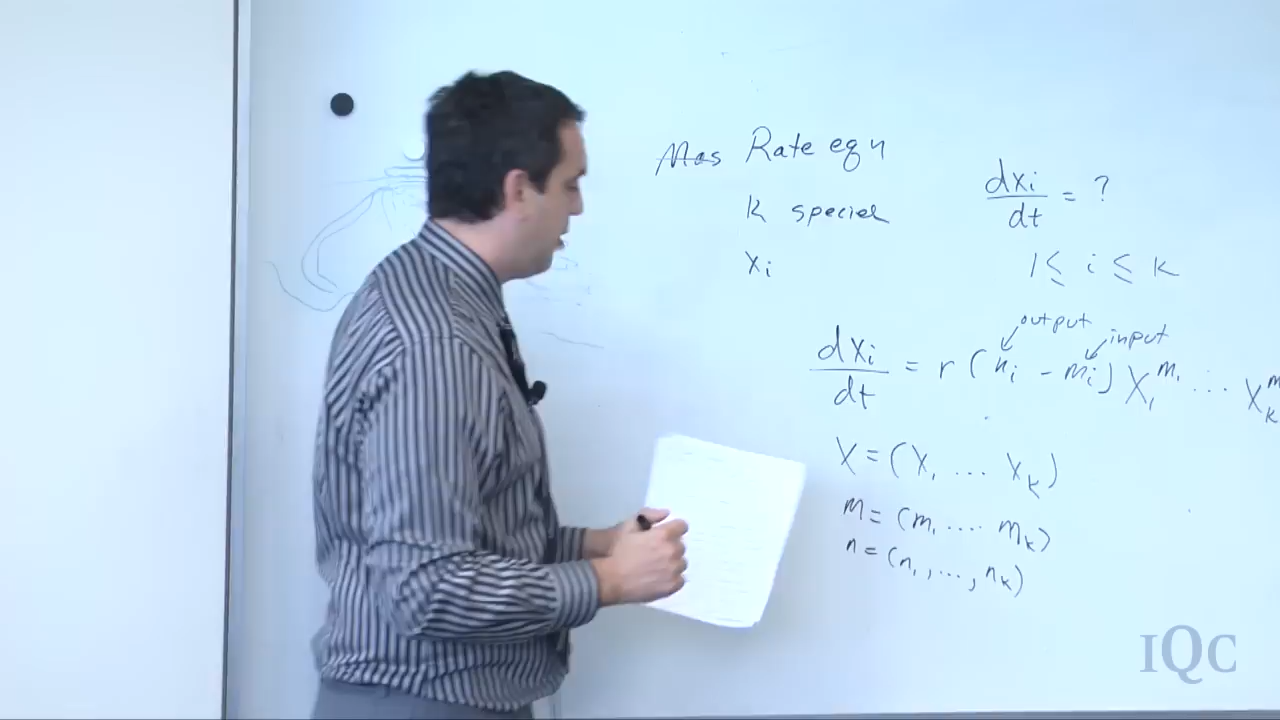 Mas Rate eqn
k species
xi
dxi/dt = ?
1 ≤ i ≤ k
output
input
dxi/dt = r (ni - mi) X1^m1 ... Xk^m
X = (X1 ... Xk)
m = (m1 .... mk)
n = (n1, ..., nk)
IQC